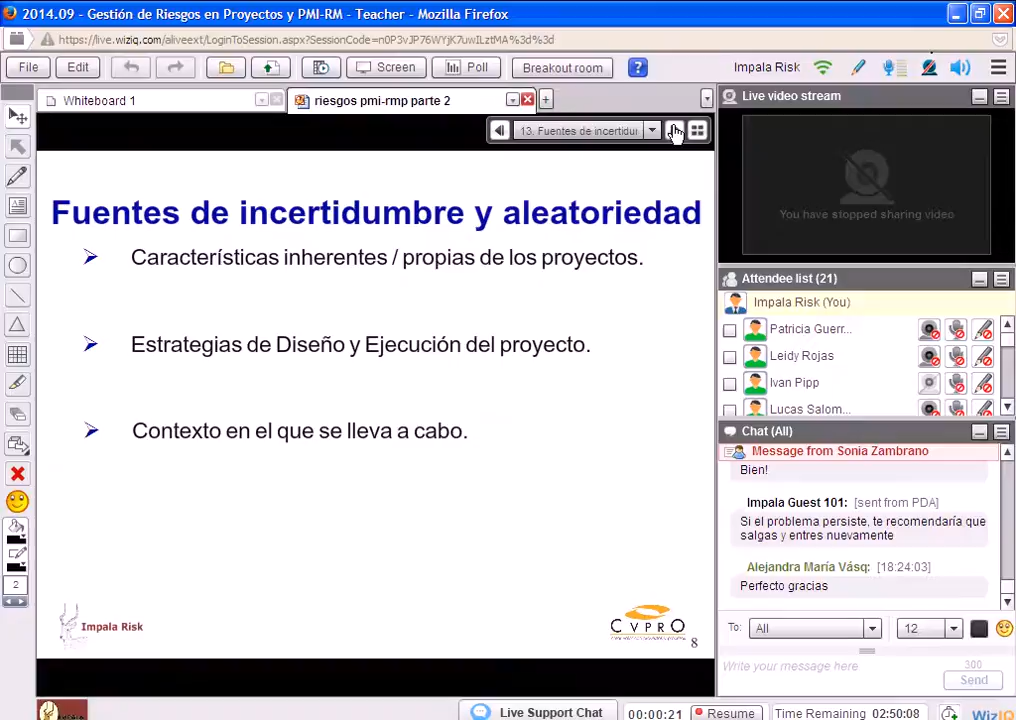 2014.09 - Gestión de Riesgos en Proyectos y PMI-RM - Teacher - Mozilla Firefox
https://live.wiziq.com/aliveext/LoginToSession.aspx?SessionCode=n0P3vJP76WYjK7uwILztMA%3d%3d
File Edit Screen Poll Breakout room ? Impala Risk
Whiteboard 1 riesgos pmi-rmp parte 2 +
13. Fuentes de incertidur
Fuentes de incertidumbre y aleatoriedad
Características inherentes / propias de los proyectos.
Estrategias de Diseño y Ejecución del proyecto.
Contexto en el que se lleva a cabo.
Impala Risk
CVPRO
8
2
Live video stream
You have stopped sharing video
Attendee list (21)
Impala Risk (You)
Patricia Guerr...
Leidy Rojas
Ivan Pipp
Lucas Salom...
Chat (All)
Message from Sonia Zambrano
Bien!
Impala Guest 101: [sent from PDA]
Si el problema persiste, te recomendaría que
salgas y entres nuevamente
Alejandra María Vásq: [18:24:03]
Perfecto gracias
To: All 12
Write your message here
300
Send
Live Support Chat 00:00:21 Resume Time Remaining 02:50:08 WizIQ